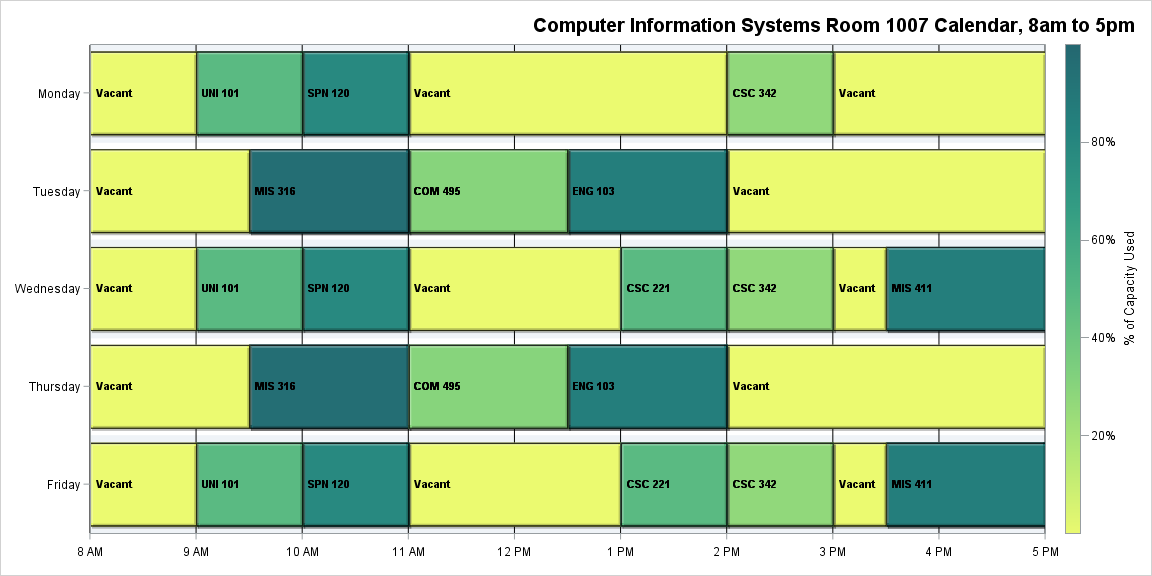 Computer Information Systems Room 1007 Calendar, 8am to 5pm
Monday
Vacant
UNI 101
SPN 120
Vacant
CSC 342
Vacant
Tuesday
Vacant
MIS 316
COM 495
ENG 103
Vacant
Wednesday
Vacant
UNI 101
SPN 120
Vacant
CSC 221
CSC 342
Vacant
MIS 411
Thursday
Vacant
MIS 316
COM 495
ENG 103
Vacant
Friday
Vacant
UNI 101
SPN 120
Vacant
CSC 221
CSC 342
Vacant
MIS 411
8 AM
9 AM
10 AM
11 AM
12 PM
1 PM
2 PM
3 PM
4 PM
5 PM
80%
60%
40%
20%
% of Capacity Used